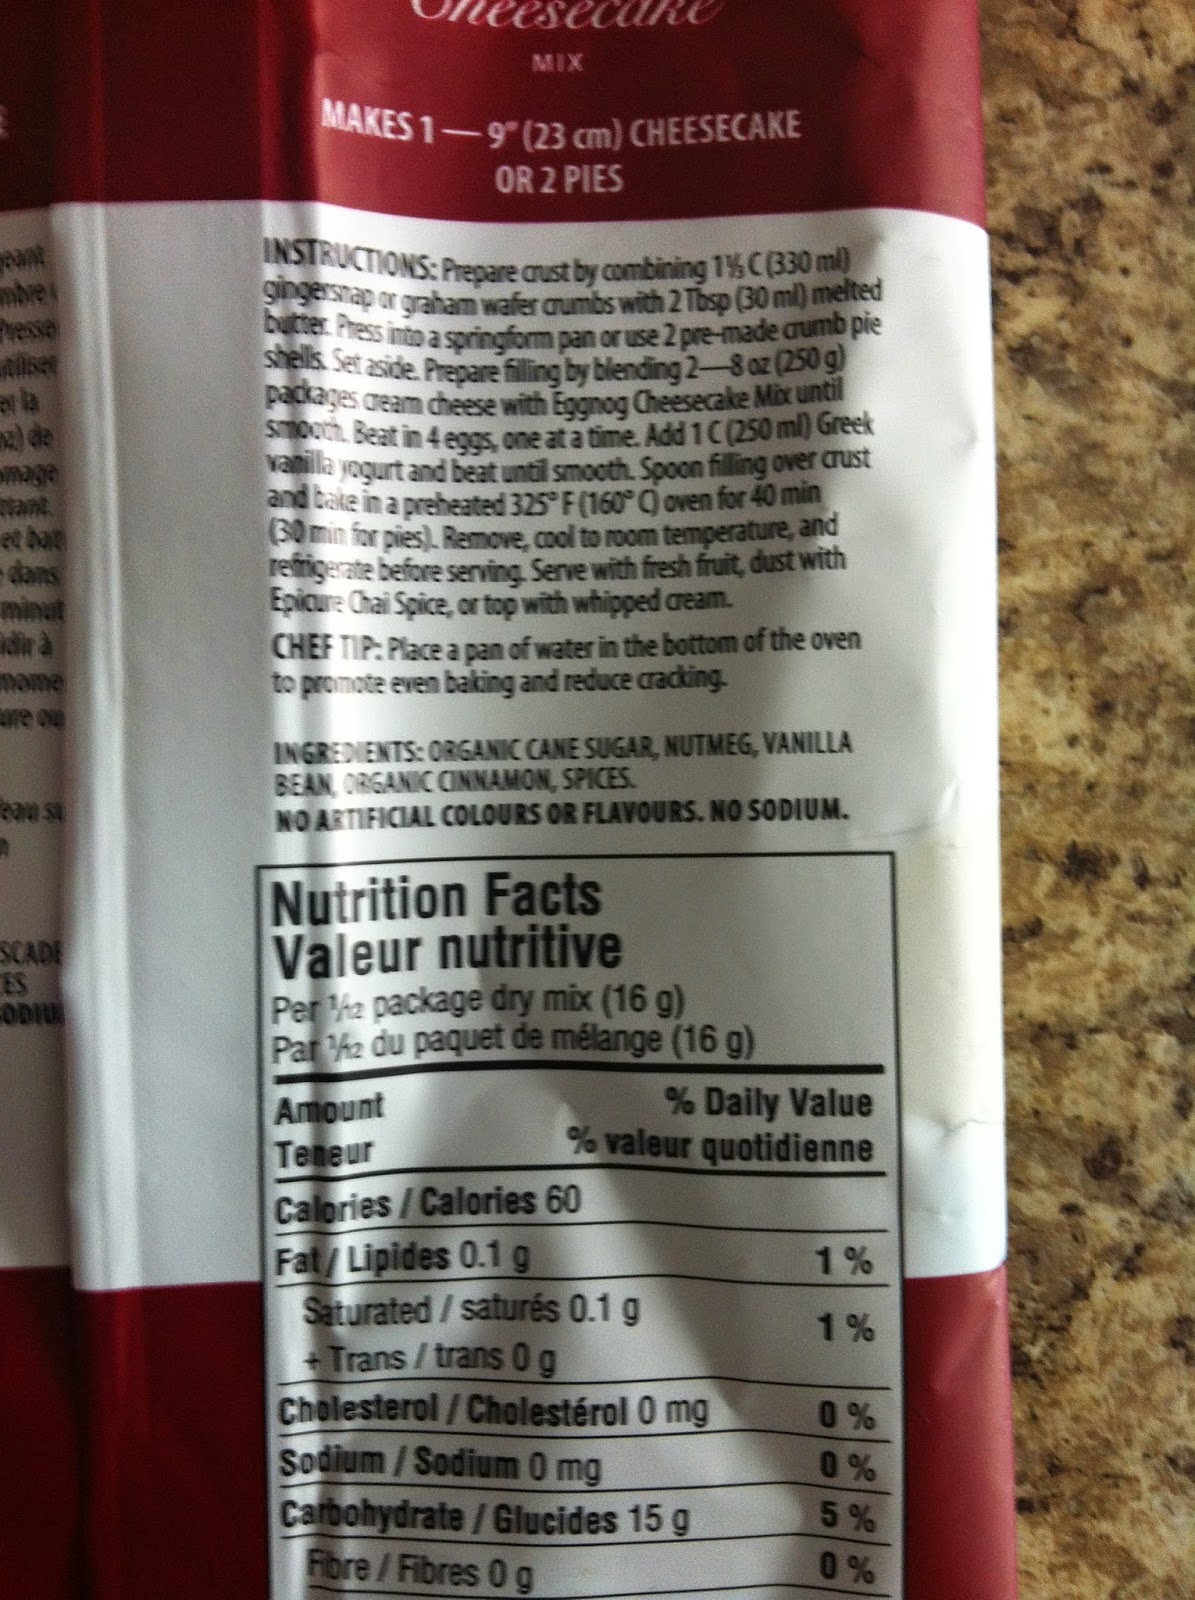 Cheesecake
MIX
MAKES 1 — 9" (23 cm) CHEESECAKE
OR 2 PIES
INSTRUCTIONS: Prepare crust by combining 1⅓ C (330 ml)
gingersnap or graham wafer crumbs with 2 Tbsp (30 ml) melted
butter. Press into a springform pan or use 2 pre-made crumb pie
shells. Set aside. Prepare filling by blending 2—8 oz (250 g)
packages cream cheese with Eggnog Cheesecake Mix until
smooth. Beat in 4 eggs, one at a time. Add 1 C (250 ml) Greek
vanilla yogurt and beat until smooth. Spoon filling over crust
and bake in a preheated 325° F (160° C) oven for 40 min
(30 min for pies). Remove, cool to room temperature, and
refrigerate before serving. Serve with fresh fruit, dust with
Epicure Chai Spice, or top with whipped cream.
CHEF TIP: Place a pan of water in the bottom of the oven
to promote even baking and reduce cracking.
INGREDIENTS: ORGANIC CANE SUGAR, NUTMEG, VANILLA
BEAN, ORGANIC CINNAMON, SPICES.
NO ARTIFICIAL COLOURS OR FLAVOURS. NO SODIUM.
Nutrition Facts
Valeur nutritive
Per 1/12 package dry mix (16 g)
Par 1/12 du paquet de mélange (16 g)
Amount % Daily Value
Teneur % valeur quotidienne
Calories / Calories 60
Fat / Lipides 0.1 g 1 %
Saturated / saturés 0.1 g 1 %
+ Trans / trans 0 g
Cholesterol / Cholestérol 0 mg 0 %
Sodium / Sodium 0 mg 0 %
Carbohydrate / Glucides 15 g 5 %
Fibre / Fibres 0 g 0 %